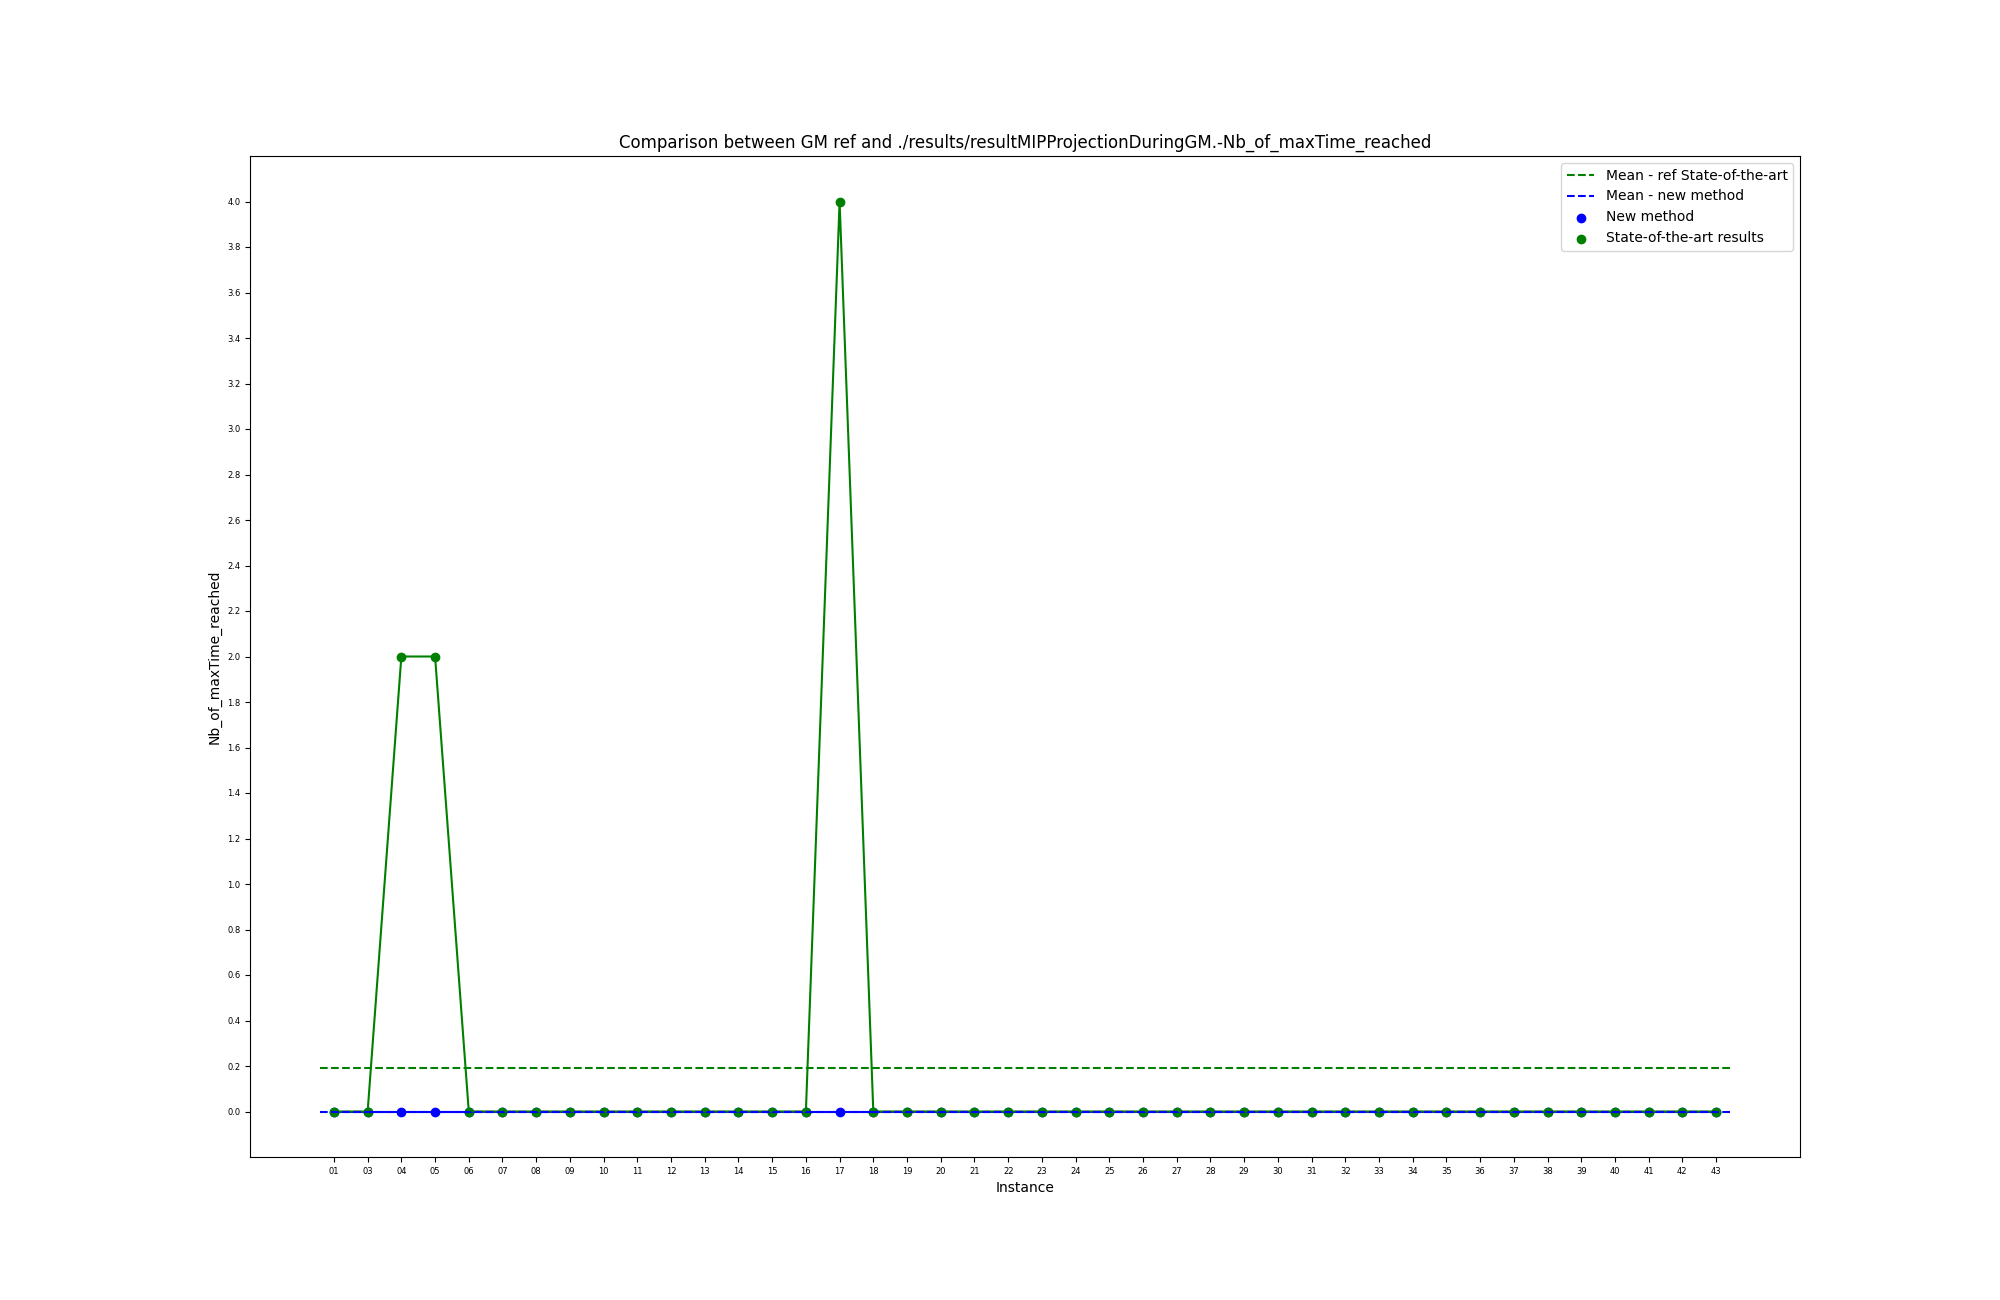 Comparison between GM ref and ./results/resultMIPProjectionDuringGM.-Nb_of_maxTime_reached
Mean - ref State-of-the-art
Mean - new method
New method
State-of-the-art results
4.0
3.8
3.6
3.4
3.2
3.0
2.8
2.6
2.4
2.2
2.0
1.8
1.6
1.4
1.2
1.0
0.8
0.6
0.4
0.2
0.0
Nb_of_maxTime_reached
01 03 04 05 06 07 08 09 10 11 12 13 14 15 16 17 18 19 20 21 22 23 24 25 26 27 28 29 30 31 32 33 34 35 36 37 38 39 40 41 42 43
Instance